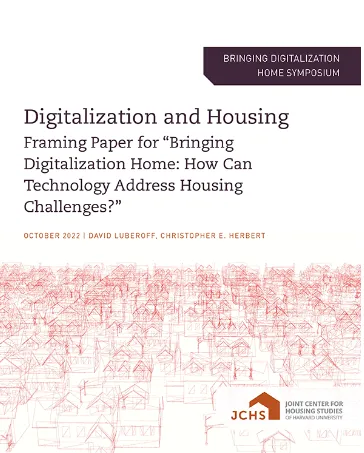 BRINGING DIGITALIZATION
HOME SYMPOSIUM
Digitalization and Housing
Framing Paper for “Bringing
Digitalization Home: How Can
Technology Address Housing
Challenges?”
OCTOBER 2022 | DAVID LUBEROFF, CHRISTOPHER E. HERBERT
JCHS
JOINT CENTER FOR
HOUSING STUDIES
OF HARVARD UNIVERSITY